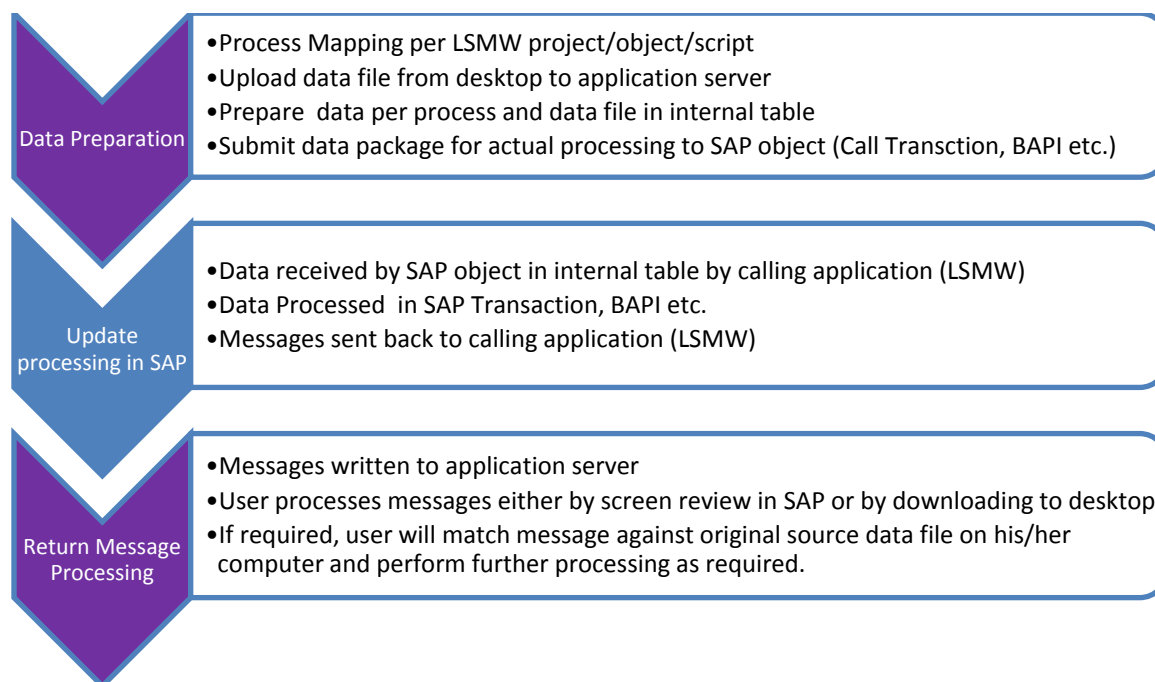 Data Preparation
•Process Mapping per LSMW project/object/script
•Upload data file from desktop to application server
•Prepare data per process and data file in internal table
•Submit data package for actual processing to SAP object (Call Transction, BAPI etc.)
Update
processing in SAP
•Data received by SAP object in internal table by calling application (LSMW)
•Data Processed in SAP Transaction, BAPI etc.
•Messages sent back to calling application (LSMW)
Return Message
Processing
•Messages written to application server
•User processes messages either by screen review in SAP or by downloading to desktop
•If required, user will match message against original source data file on his/her
computer and perform further processing as required.